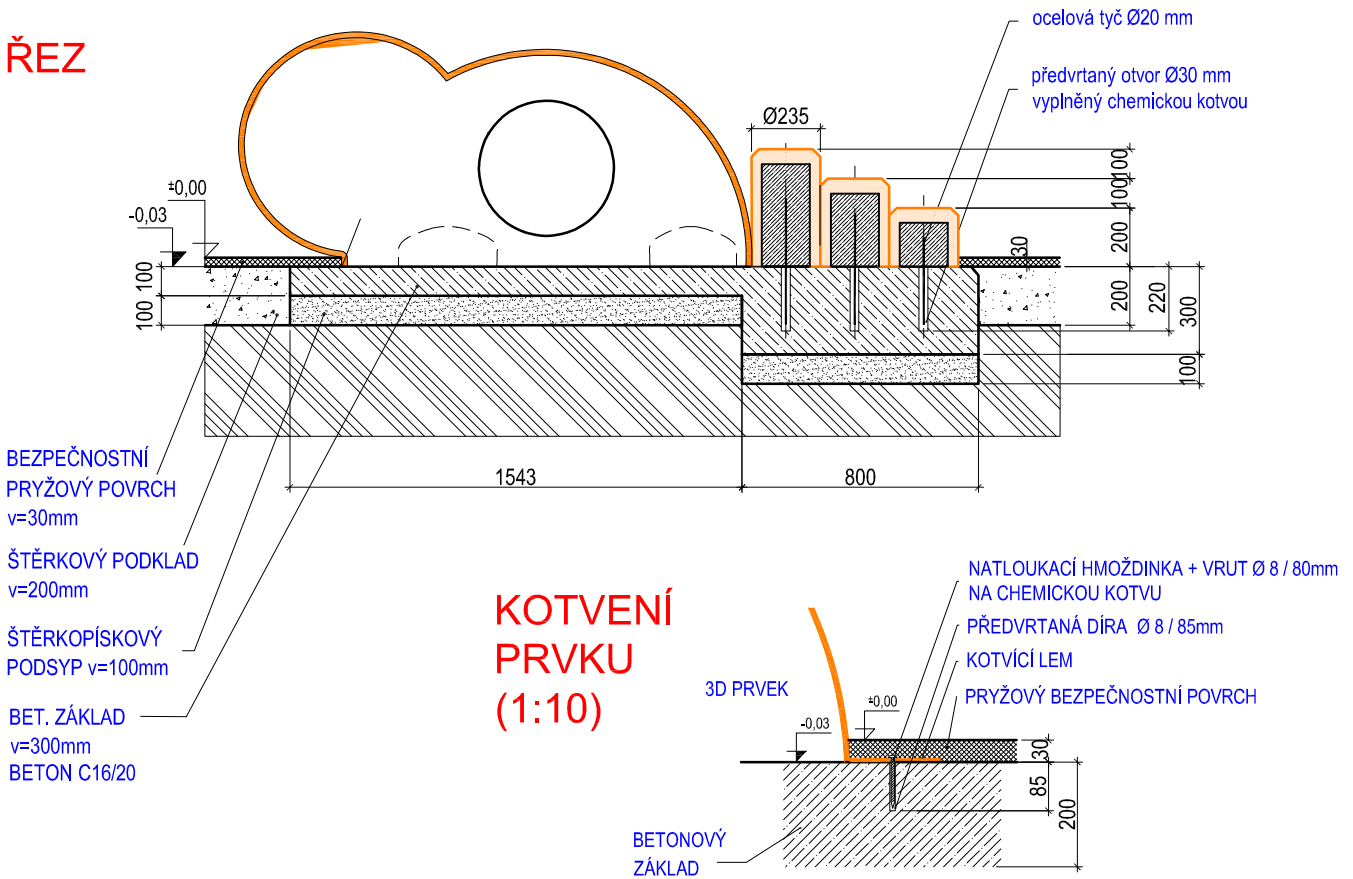 ŘEZ
ocelová tyč Ø20 mm
předvrtaný otvor Ø30 mm
vyplněný chemickou kotvou
Ø235
±0,00
-0,03
100
100
100
100
200
30
200
220
300
100
1543
800
BEZPEČNOSTNÍ
PRYŽOVÝ POVRCH
v=30mm
ŠTĚRKOVÝ PODKLAD
v=200mm
ŠTĚRKOPÍSKOVÝ
PODSYP v=100mm
BET. ZÁKLAD
v=300mm
BETON C16/20
KOTVENÍ
PRVKU
(1:10)
NATLOUKACÍ HMOŽDINKA + VRUT Ø 8 / 80mm
NA CHEMICKOU KOTVU
PŘEDVRTANÁ DÍRA Ø 8 / 85mm
KOTVÍCÍ LEM
PRYŽOVÝ BEZPEČNOSTNÍ POVRCH
3D PRVEK
±0,00
-0,03
30
85
200
BETONOVÝ
ZÁKLAD